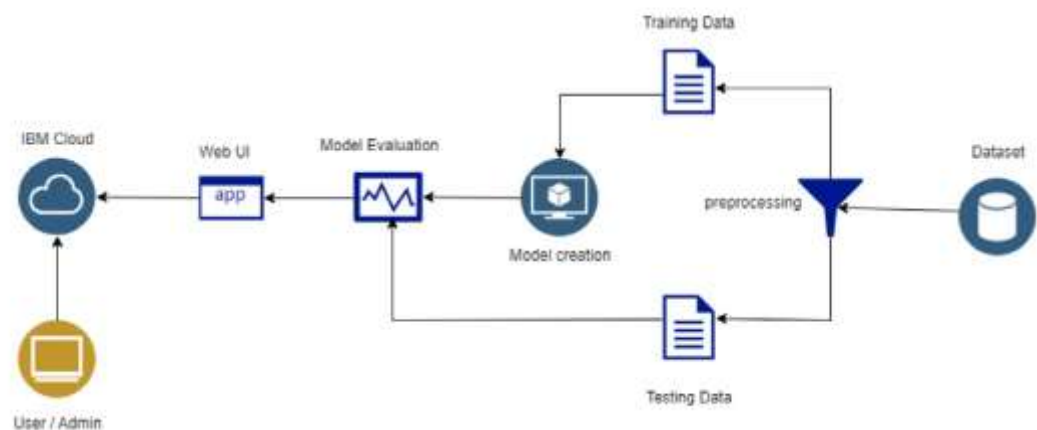 Training Data
IBM Cloud
Web UI
Model Evaluation
Dataset
app
preprocessing
Model creation
Testing Data
User / Admin